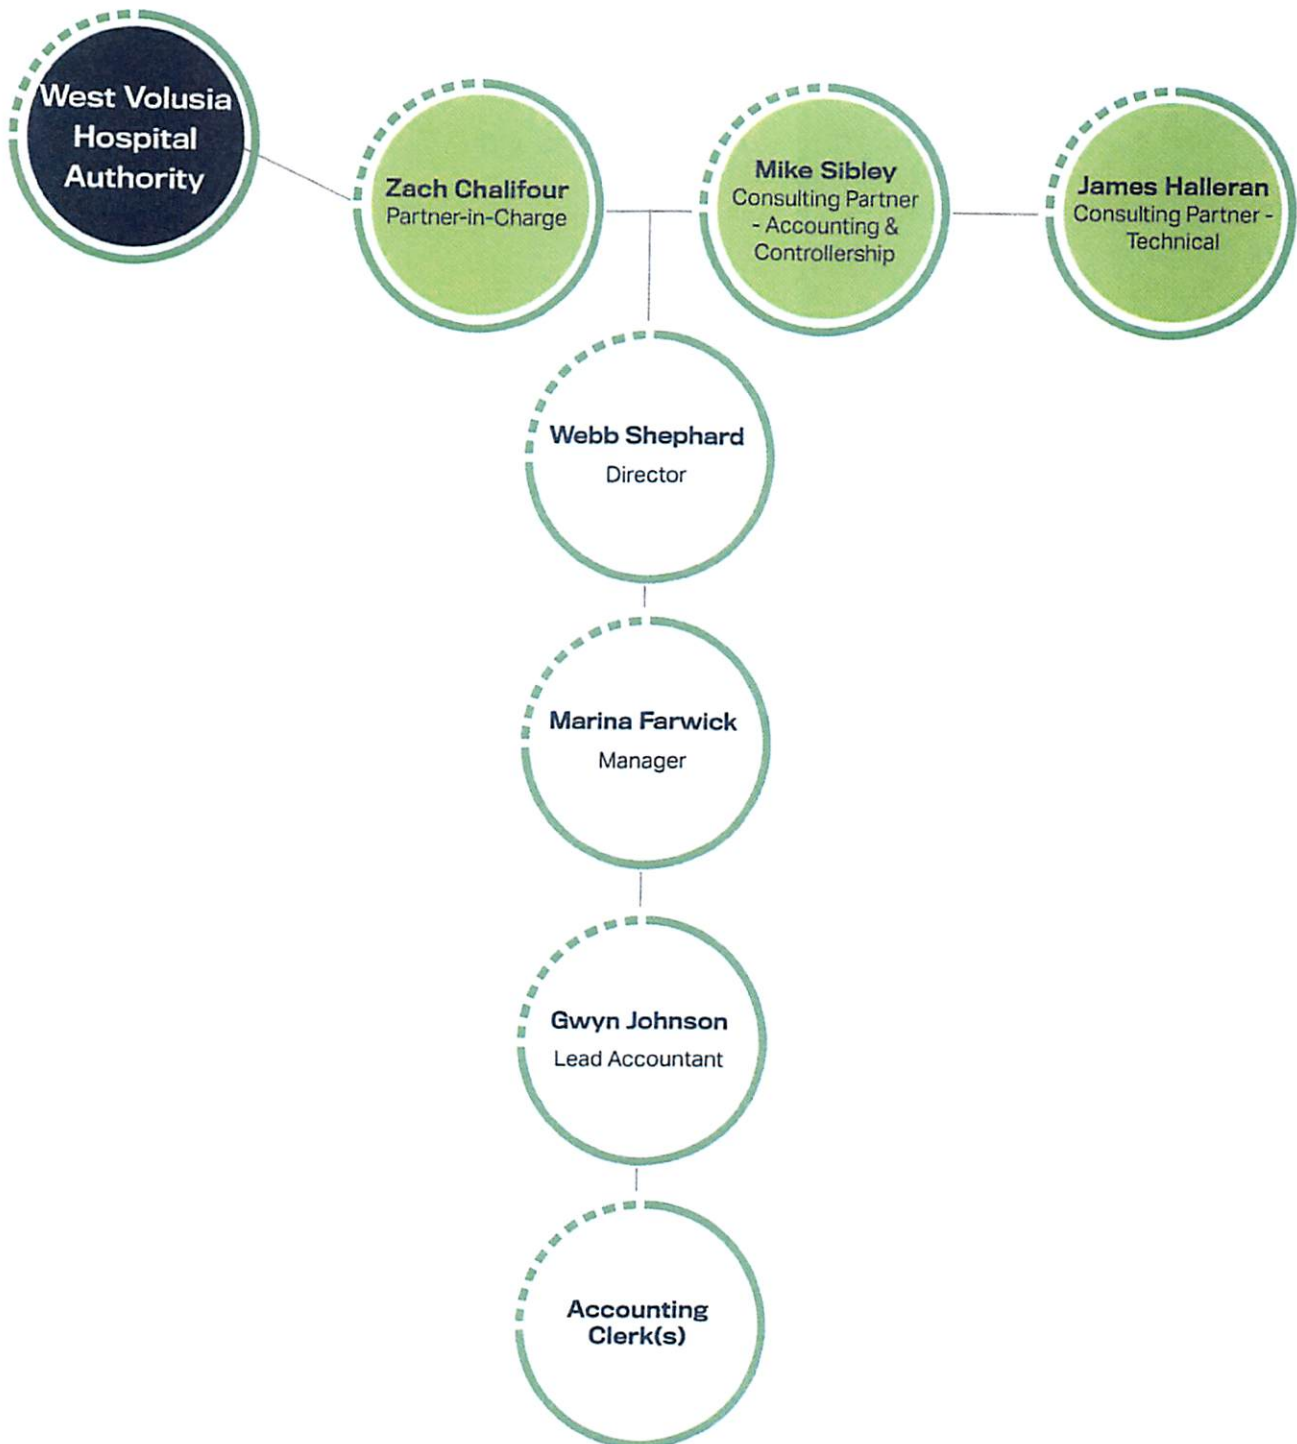 West Volusia
Hospital
Authority
Zach Chalifour
Partner-in-Charge
Mike Sibley
Consulting Partner
- Accounting &
Controllership
James Halleran
Consulting Partner -
Technical
Webb Shephard
Director
Marina Farwick
Manager
Gwyn Johnson
Lead Accountant
Accounting
Clerk(s)